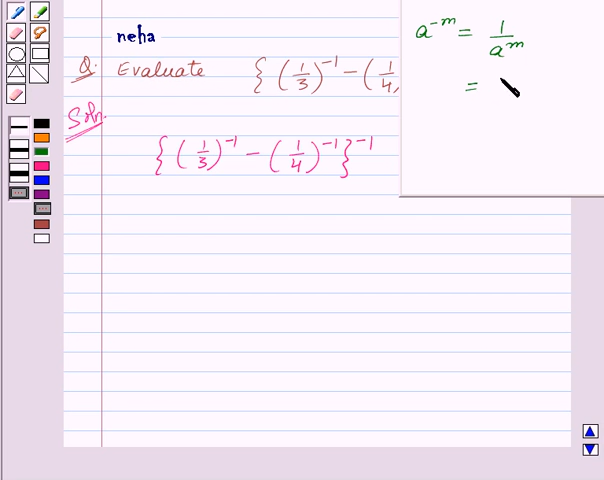 neha
Q. Evaluate {(1/3)^-1 - (1/4)
Soln.
{(1/3)^-1 - (1/4)^-1}^-1
a^-m = 1/a^m
=